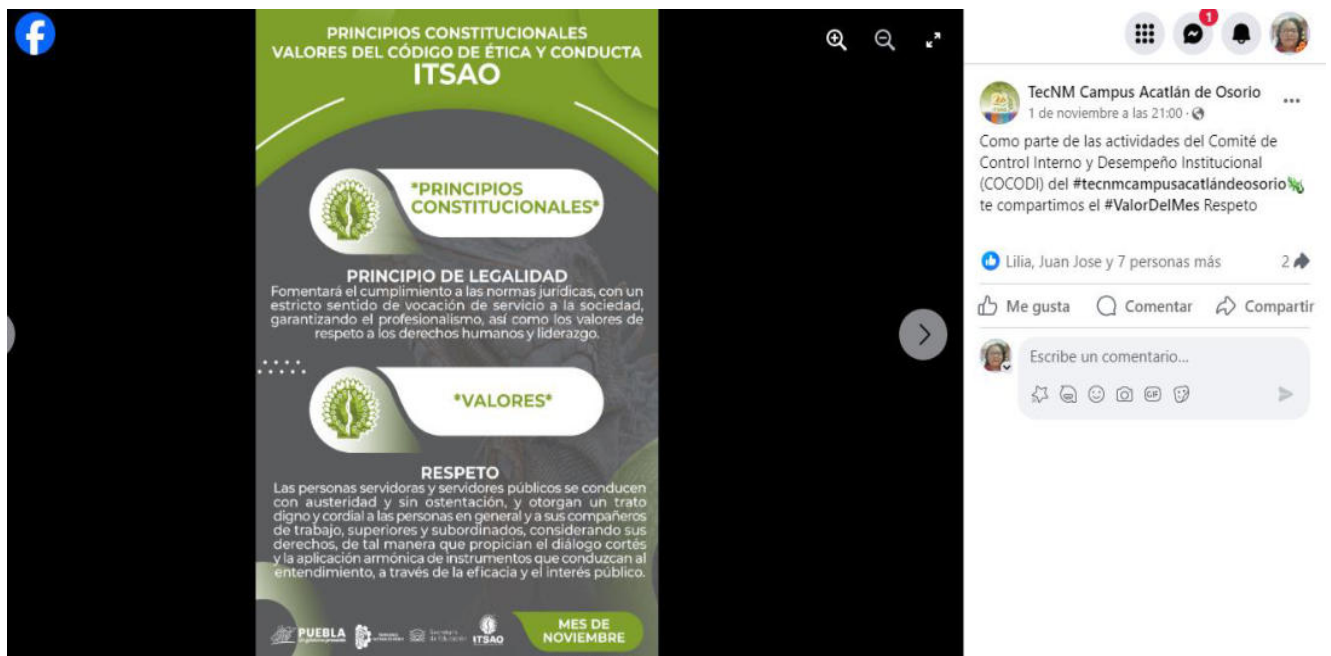 PRINCIPIOS CONSTITUCIONALES
VALORES DEL CÓDIGO DE ÉTICA Y CONDUCTA
ITSAO
*PRINCIPIOS
CONSTITUCIONALES*
PRINCIPIO DE LEGALIDAD
Fomentará el cumplimiento a las normas jurídicas, con un
estricto sentido de vocación de servicio a la sociedad,
garantizando el profesionalismo, así como los valores de
respeto a los derechos humanos y liderazgo.
*VALORES*
RESPETO
Las personas servidoras y servidores públicos se conducen
con austeridad y sin ostentación, y otorgan un trato
digno y cordial a las personas en general y a sus compañeros
de trabajo, superiores y subordinados, considerando sus
derechos, de tal manera que propician el diálogo cortés
y la aplicación armónica de instrumentos que conduzcan al
entendimiento, a través de la eficacia y el interés público.
PUEBLA
ITSAO
MES DE
NOVIEMBRE
1
TecNM Campus Acatlán de Osorio
1 de noviembre a las 21:00 ·
Como parte de las actividades del Comité de
Control Interno y Desempeño Institucional
(COCODI) del #tecnmcampusacatlándeosorio
te compartimos el #ValorDelMes Respeto
Lilia, Juan Jose y 7 personas más 2
Me gusta Comentar Compartir
Escribe un comentario...
GIF